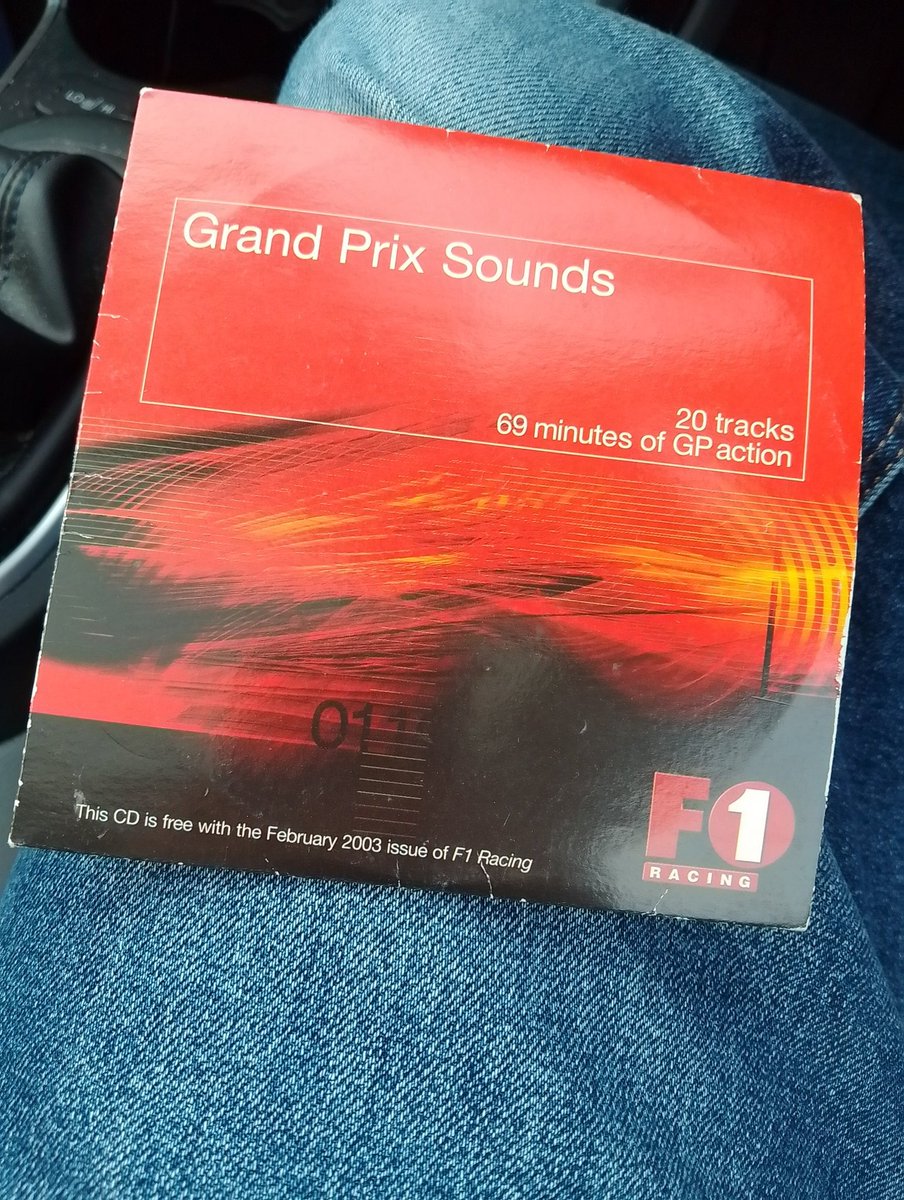 Grand Prix Sounds
20 tracks
69 minutes of GP action
This CD is free with the February 2003 issue of F1 Racing
F1
RACING